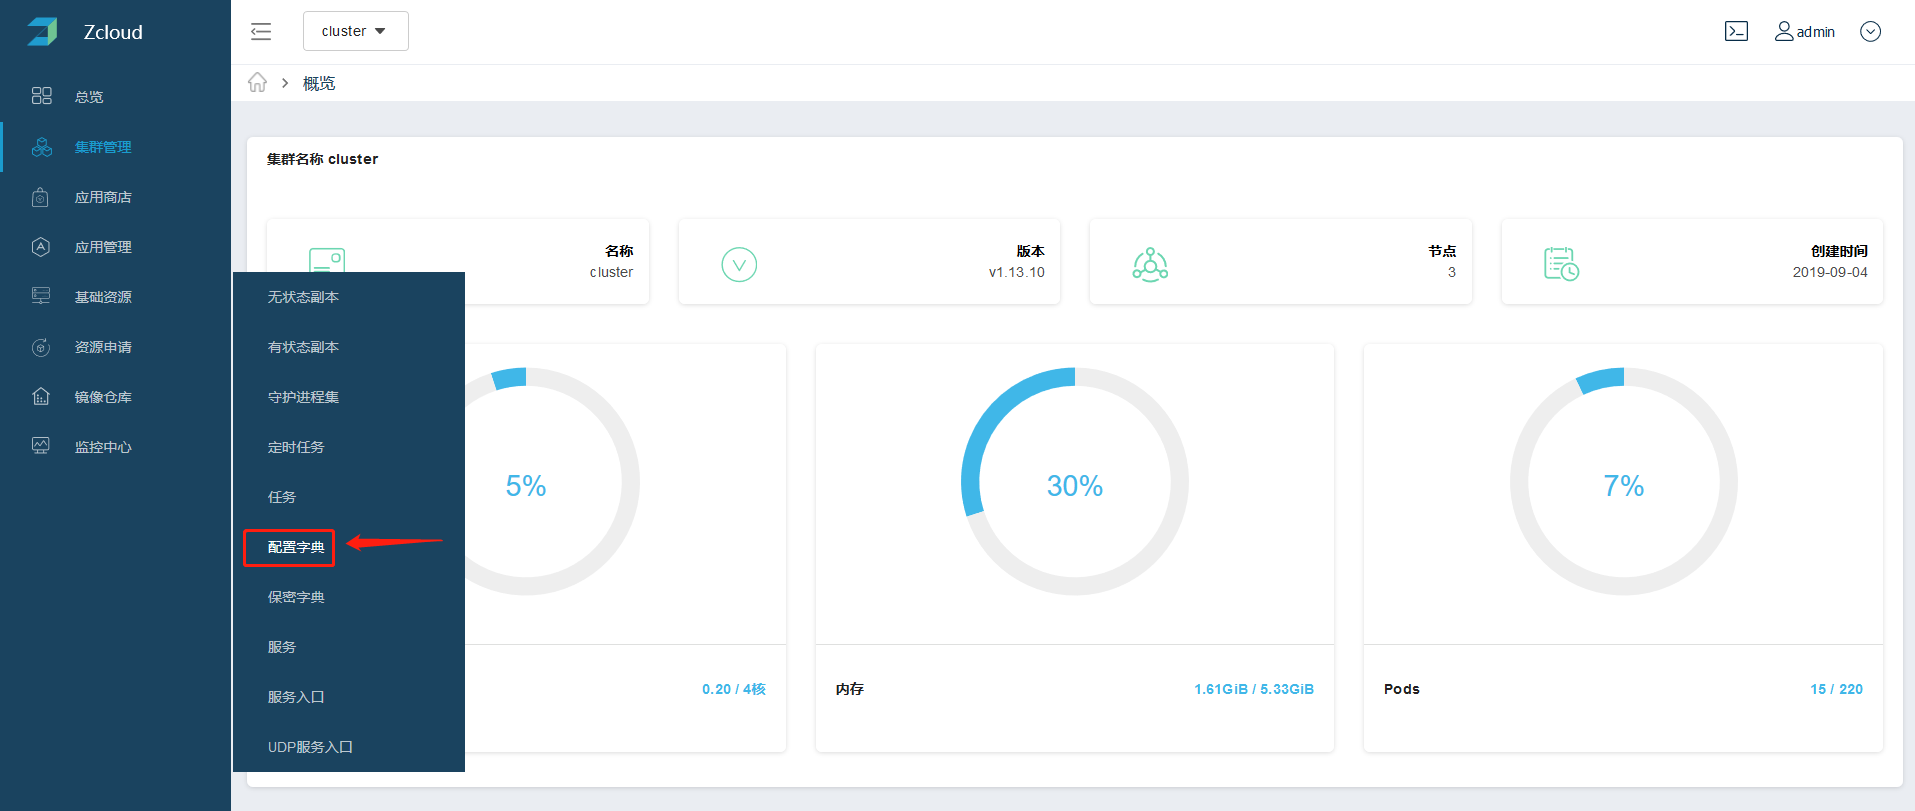 Zcloud
cluster
admin
概览
总览
集群管理
应用商店
应用管理
基础资源
资源申请
镜像仓库
监控中心
无状态副本
有状态副本
守护进程集
定时任务
任务
配置字典
保密字典
服务
服务入口
UDP服务入口
集群名称 cluster
名称
cluster
版本
v1.13.10
节点
3
创建时间
2019-09-04
5%
30%
7%
0.20 / 4核
内存
1.61GiB / 5.33GiB
Pods
15 / 220